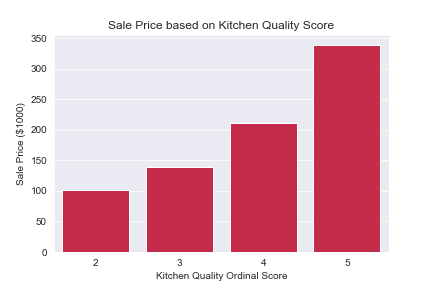 Sale Price based on Kitchen Quality Score
Sale Price ($1000)
350
300
250
200
150
100
50
0
2 3 4 5
Kitchen Quality Ordinal Score